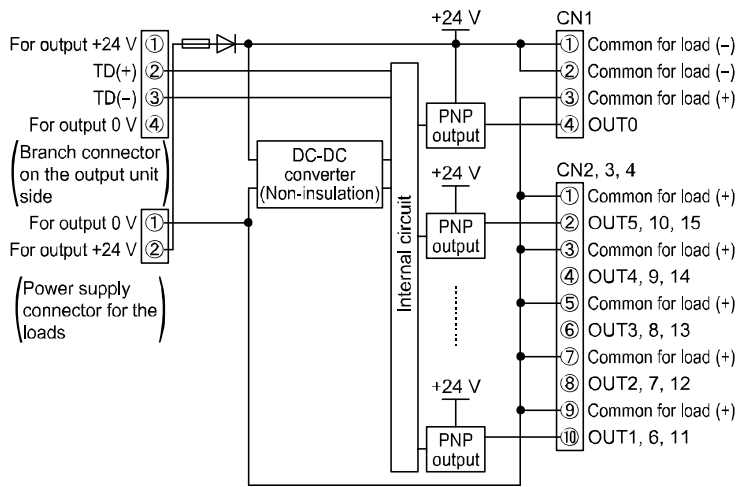 For output +24 V ①
TD(+) ②
TD(−) ③
For output 0 V ④
(Branch connector
on the output unit
side)
For output 0 V ①
For output +24 V ②
(Power supply
connector for the
loads)
DC-DC
converter
(Non-insulation)
Internal circuit
+24 V
PNP
output
+24 V
PNP
output
+24 V
PNP
output
CN1
① Common for load (−)
② Common for load (−)
③ Common for load (+)
④ OUT0
CN2, 3, 4
① Common for load (+)
② OUT5, 10, 15
③ Common for load (+)
④ OUT4, 9, 14
⑤ Common for load (+)
⑥ OUT3, 8, 13
⑦ Common for load (+)
⑧ OUT2, 7, 12
⑨ Common for load (+)
⑩ OUT1, 6, 11